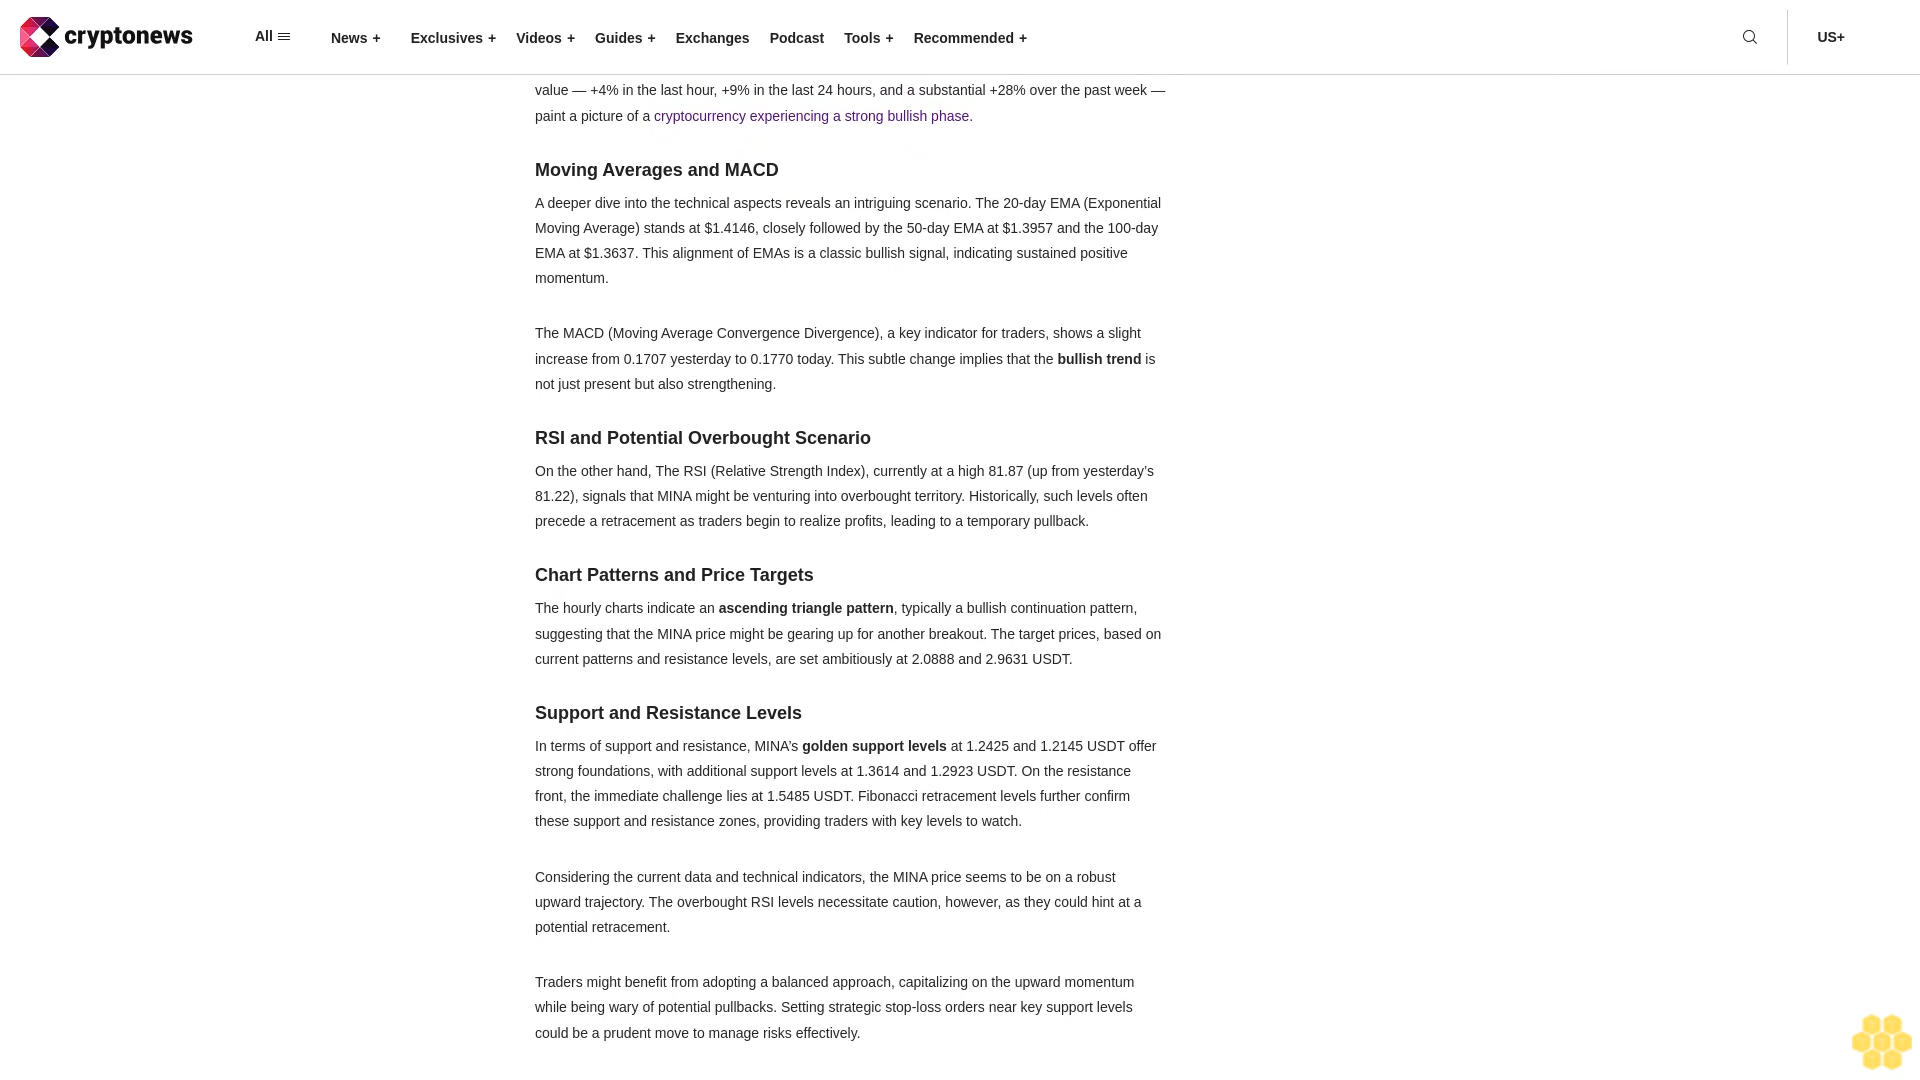 cryptonews
All
News +
Exclusives +
Videos +
Guides +
Exchanges
Podcast
Tools +
Recommended +
US+
value — +4% in the last hour, +9% in the last 24 hours, and a substantial +28% over the past week —
paint a picture of a cryptocurrency experiencing a strong bullish phase.
Moving Averages and MACD
A deeper dive into the technical aspects reveals an intriguing scenario. The 20-day EMA (Exponential
Moving Average) stands at $1.4146, closely followed by the 50-day EMA at $1.3957 and the 100-day
EMA at $1.3637. This alignment of EMAs is a classic bullish signal, indicating sustained positive
momentum.
The MACD (Moving Average Convergence Divergence), a key indicator for traders, shows a slight
increase from 0.1707 yesterday to 0.1770 today. This subtle change implies that the bullish trend is
not just present but also strengthening.
RSI and Potential Overbought Scenario
On the other hand, The RSI (Relative Strength Index), currently at a high 81.87 (up from yesterday’s
81.22), signals that MINA might be venturing into overbought territory. Historically, such levels often
precede a retracement as traders begin to realize profits, leading to a temporary pullback.
Chart Patterns and Price Targets
The hourly charts indicate an ascending triangle pattern, typically a bullish continuation pattern,
suggesting that the MINA price might be gearing up for another breakout. The target prices, based on
current patterns and resistance levels, are set ambitiously at 2.0888 and 2.9631 USDT.
Support and Resistance Levels
In terms of support and resistance, MINA’s golden support levels at 1.2425 and 1.2145 USDT offer
strong foundations, with additional support levels at 1.3614 and 1.2923 USDT. On the resistance
front, the immediate challenge lies at 1.5485 USDT. Fibonacci retracement levels further confirm
these support and resistance zones, providing traders with key levels to watch.
Considering the current data and technical indicators, the MINA price seems to be on a robust
upward trajectory. The overbought RSI levels necessitate caution, however, as they could hint at a
potential retracement.
Traders might benefit from adopting a balanced approach, capitalizing on the upward momentum
while being wary of potential pullbacks. Setting strategic stop-loss orders near key support levels
could be a prudent move to manage risks effectively.